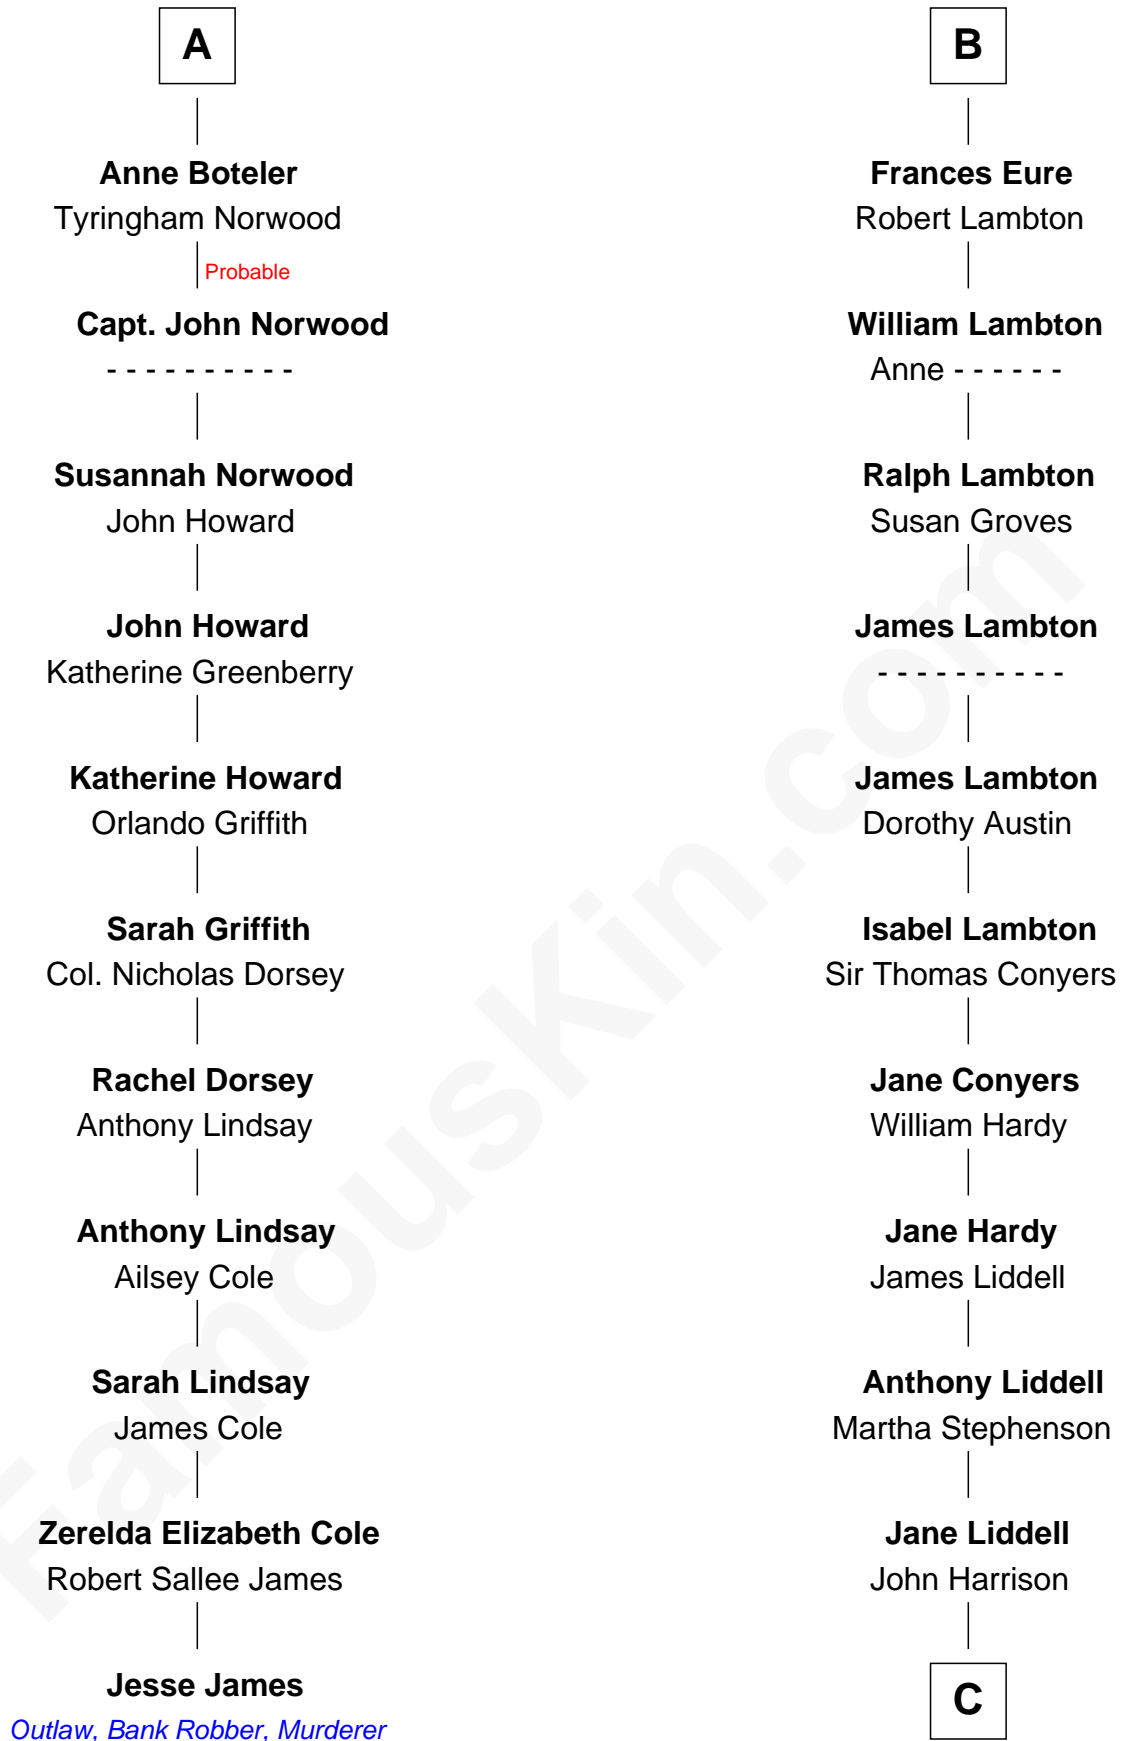 A
Anne Boteler
Tyringham Norwood
Probable
Capt. John Norwood
- - - - - - - - - -
Susannah Norwood
John Howard
John Howard
Katherine Greenberry
Katherine Howard
Orlando Griffith
Sarah Griffith
Col. Nicholas Dorsey
Rachel Dorsey
Anthony Lindsay
Anthony Lindsay
Ailsey Cole
Sarah Lindsay
James Cole
Zerelda Elizabeth Cole
Robert Sallee James
Jesse James
Outlaw, Bank Robber, Murderer
B
Frances Eure
Robert Lambton
William Lambton
Anne - - - - - -
Ralph Lambton
Susan Groves
James Lambton
- - - - - - - - - -
James Lambton
Dorothy Austin
Isabel Lambton
Sir Thomas Conyers
Jane Conyers
William Hardy
Jane Hardy
James Liddell
Anthony Liddell
Martha Stephenson
Jane Liddell
John Harrison
C
FamousKin.com